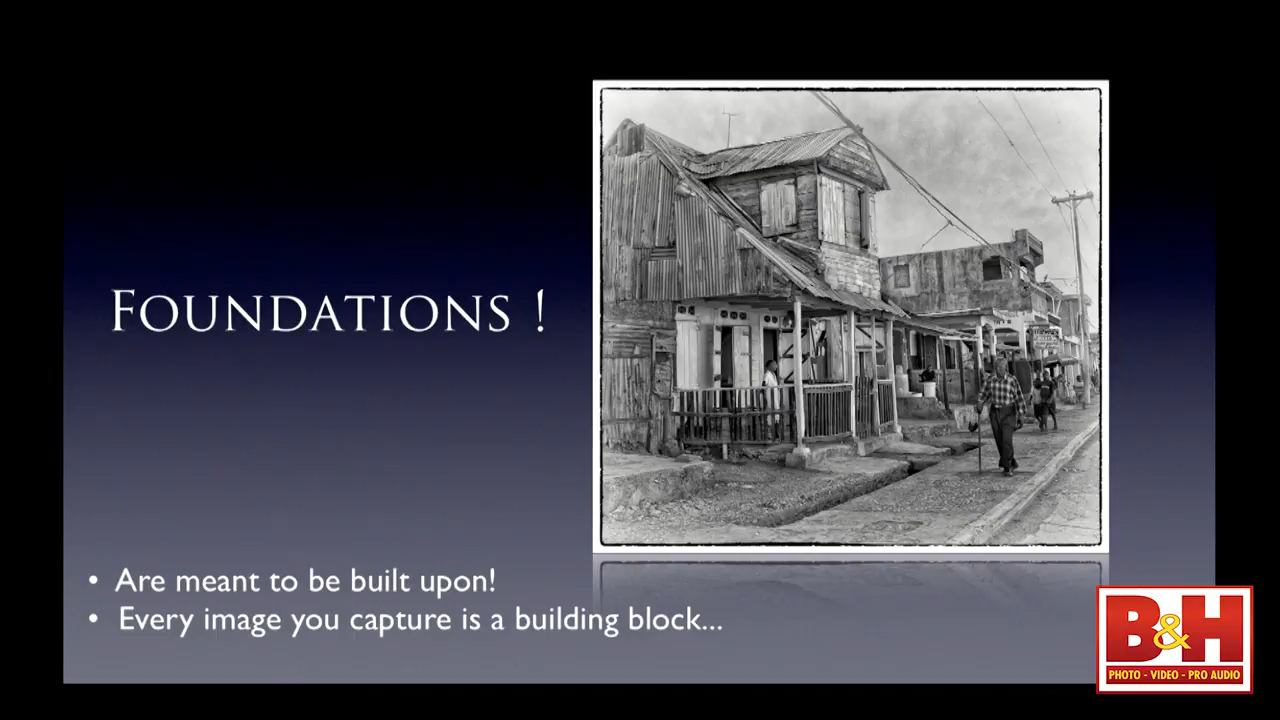 FOUNDATIONS !
• Are meant to be built upon!
• Every image you capture is a building block...
B&H
PHOTO - VIDEO - PRO AUDIO